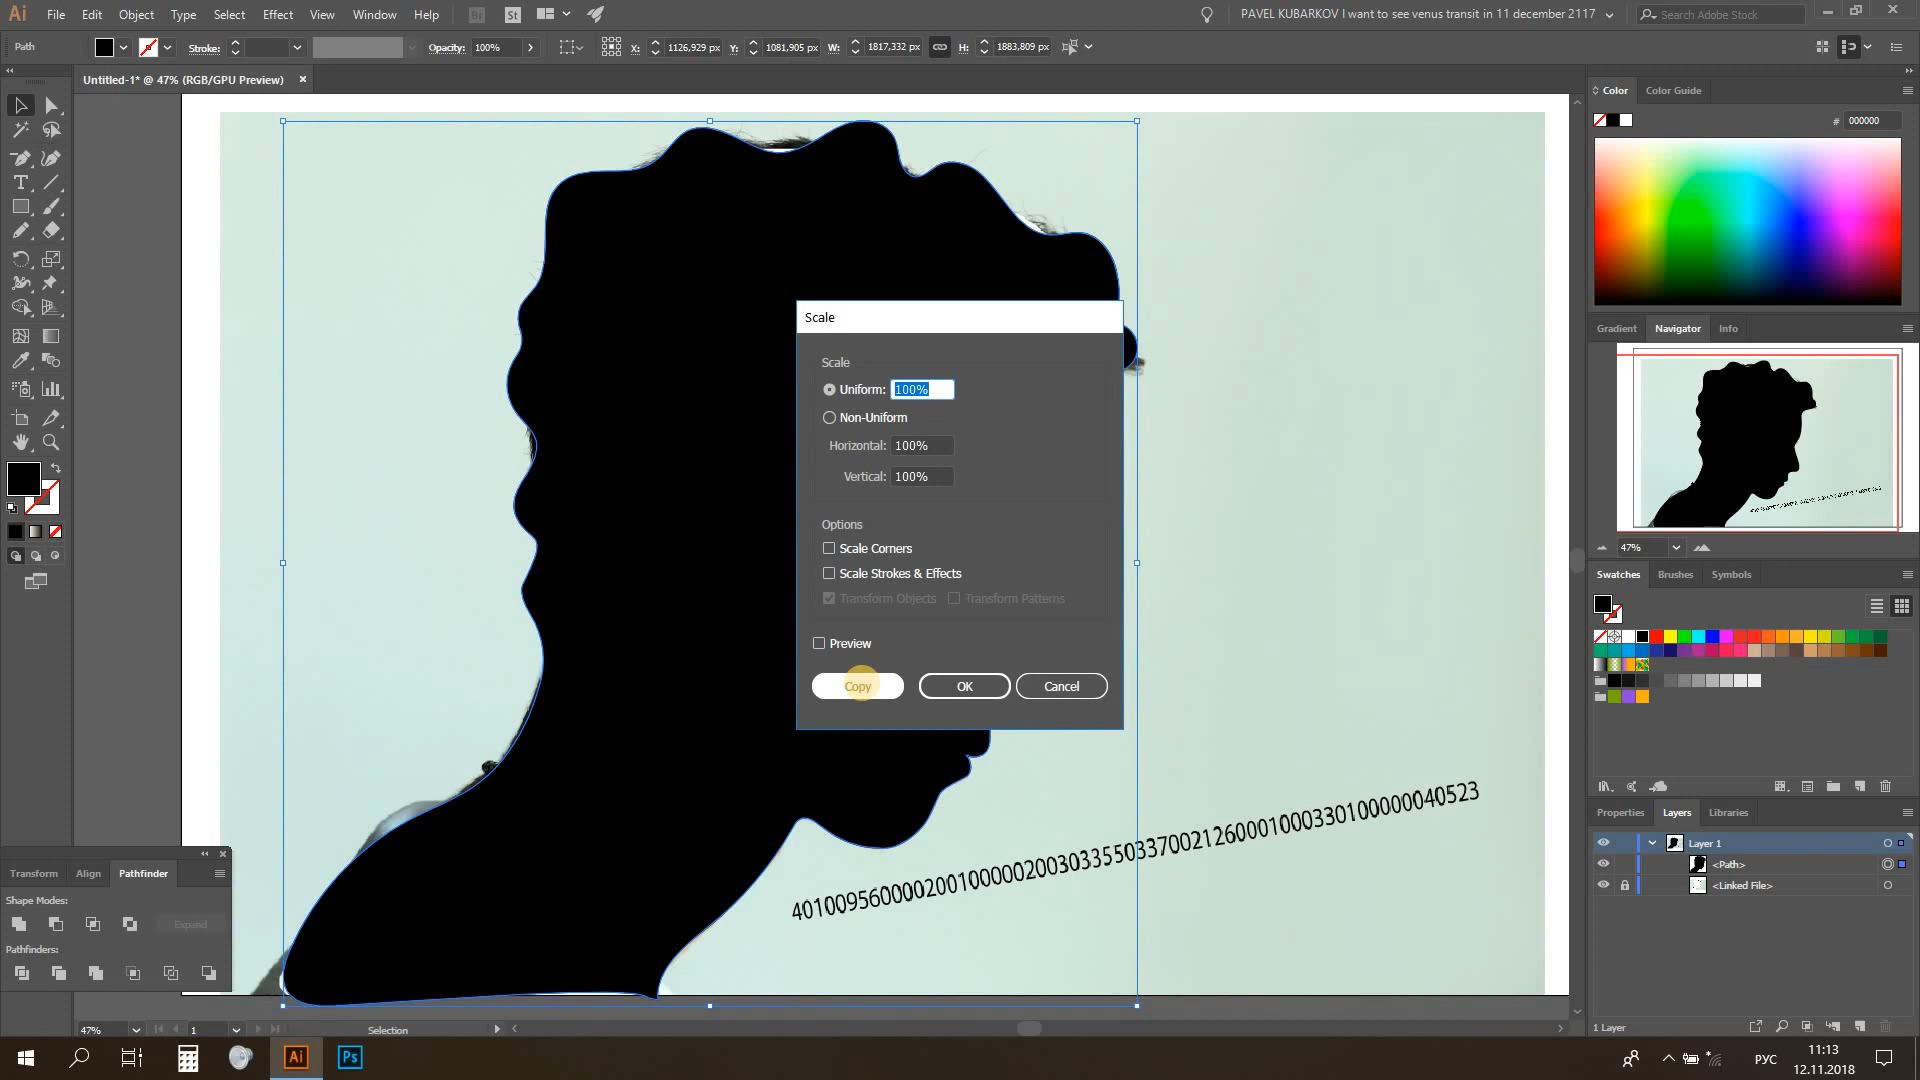 Ai File Edit Object Type Select Effect View Window Help Br St PAVEL KUBARKOV I want to see venus transit in 11 december 2117 Search Adobe Stock
Path Stroke: Opacity: 100% X: 1126,929 px Y: 1081,905 px W: 1817,332 px H: 1883,809 px
Untitled-1* @ 47% (RGB/GPU Preview)
Color Color Guide
# 000000
Scale
Scale
Uniform: 100%
Non-Uniform
Horizontal: 100%
Vertical: 100%
Options
Scale Corners
Scale Strokes & Effects
Transform Objects Transform Patterns
Preview
Copy OK Cancel
Gradient Navigator Info
47%
Swatches Brushes Symbols
Properties Layers Libraries
Layer 1
<Path>
<Linked File>
1 Layer
Transform Align Pathfinder
Shape Modes:
Expand
Pathfinders:
40100956000020010000020030335503370021260001000330100000040523
47% 1 Selection
Ai Ps РУС 11:13
12.11.2018